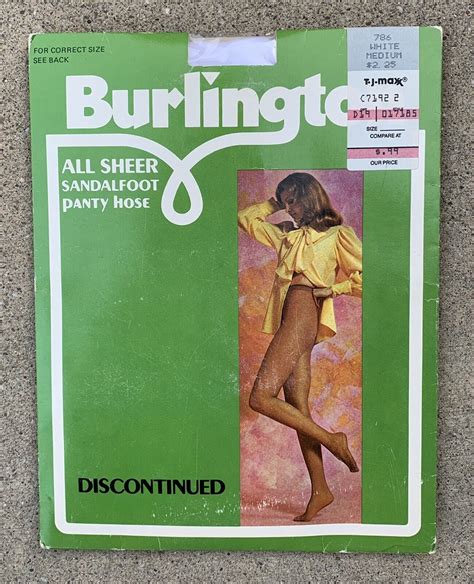 FOR CORRECT SIZE
SEE BACK
Burlingto
ALL SHEER
SANDALFOOT
panty hose
DISCONTINUED
786
WHITE
MEDIUM
$2.25
T·J·maxx®
C7192 2
D19 017185
SIZE
COMPARE AT
$.99
OUR PRICE